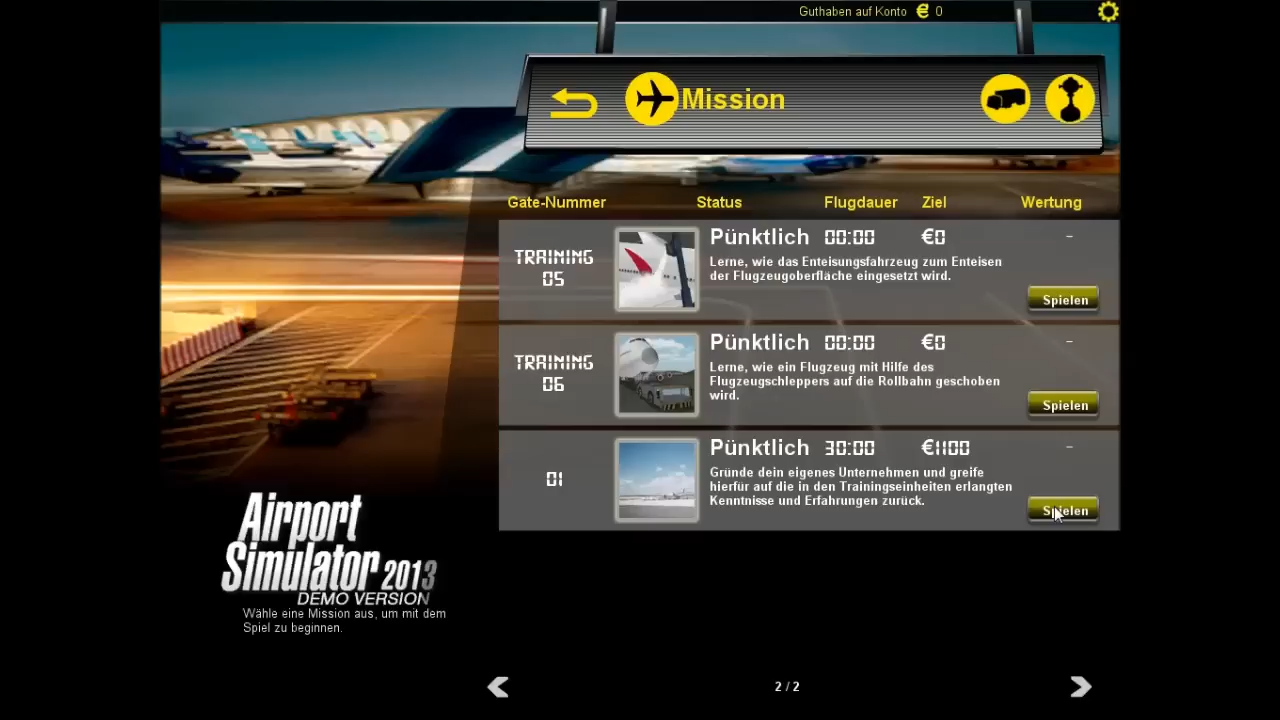 Guthaben auf Konto € 0
Mission
Gate-Nummer Status Flugdauer Ziel Wertung
TRAINING
05
Pünktlich 00:00 €0 -
Lerne, wie das Enteisungsfahrzeug zum Enteisen
der Flugzeugoberfläche eingesetzt wird.
Spielen
TRAINING
06
Pünktlich 00:00 €0 -
Lerne, wie ein Flugzeug mit Hilfe des
Flugzeugschleppers auf die Rollbahn geschoben
wird.
Spielen
01
Pünktlich 30:00 €1100 -
Gründe dein eigenes Unternehmen und greife
hierfür auf die in den Trainingseinheiten erlangten
Kenntnisse und Erfahrungen zurück.
Spielen
Airport
Simulator 2013
DEMO VERSION
Wähle eine Mission aus, um mit dem
Spiel zu beginnen.
2 / 2